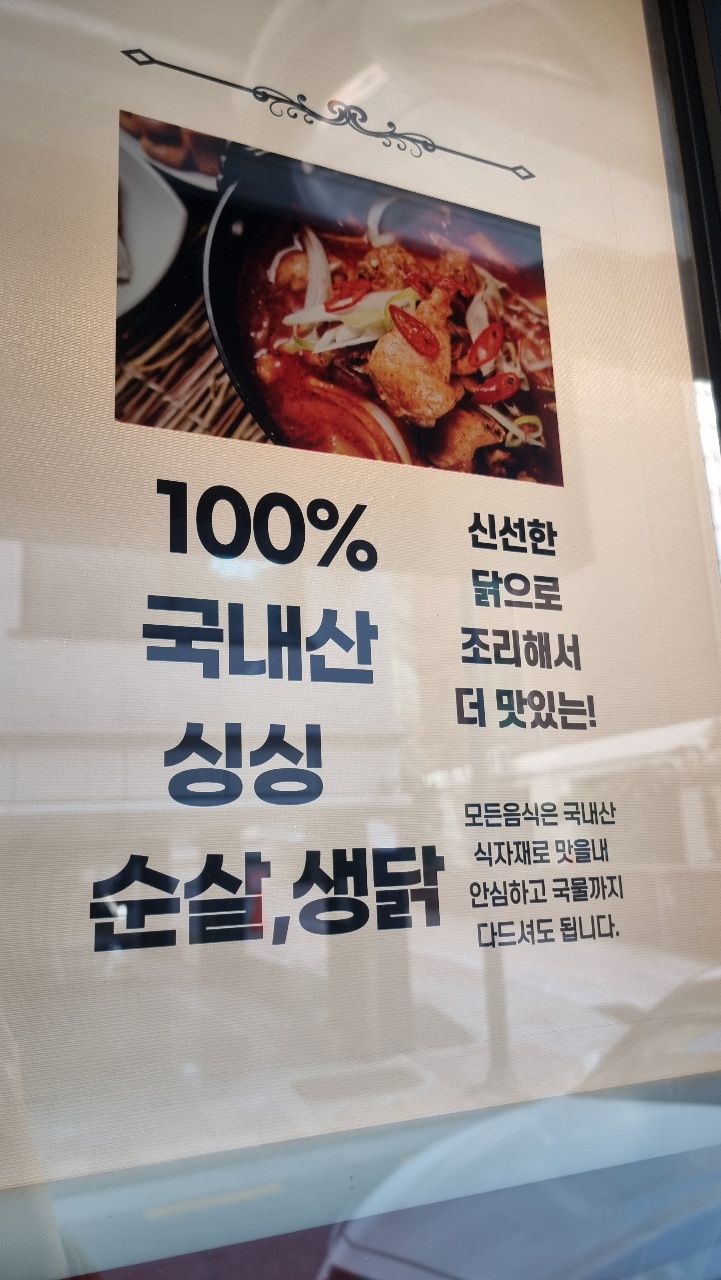 100%
국내산
싱싱
순살,생닭
신선한
닭으로
조리해서
더 맛있는!
모든음식은 국내산
식자재로 맛을내
안심하고 국물까지
다드셔도 됩니다.